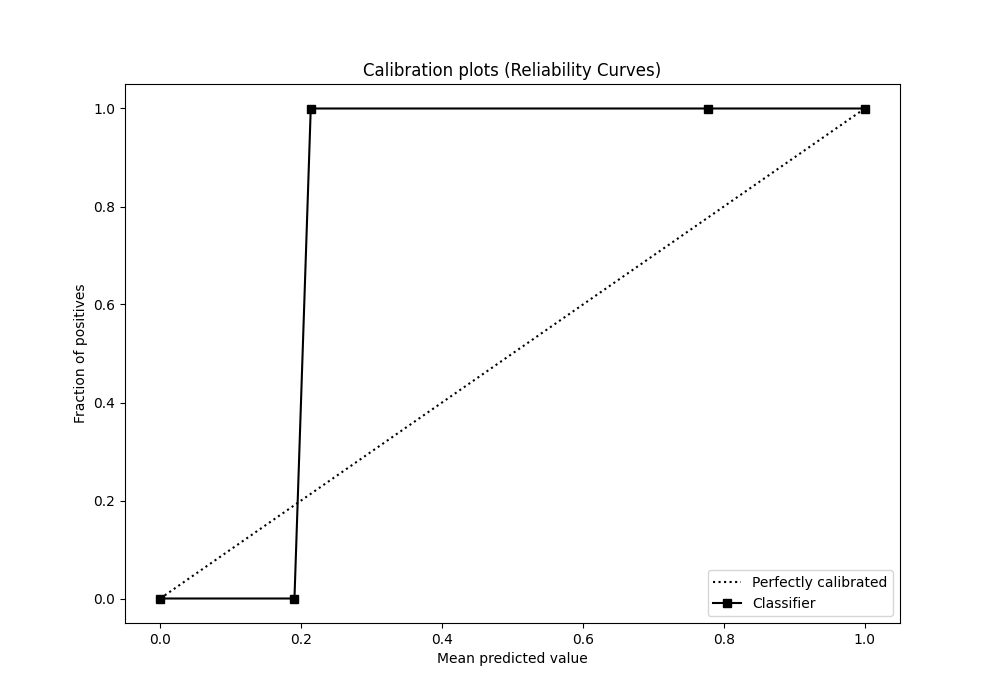 Calibration plots (Reliability Curves)
1.0
0.8
0.6
0.4
0.2
0.0
Fraction of positives
Perfectly calibrated
Classifier
0.0 0.2 0.4 0.6 0.8 1.0
Mean predicted value